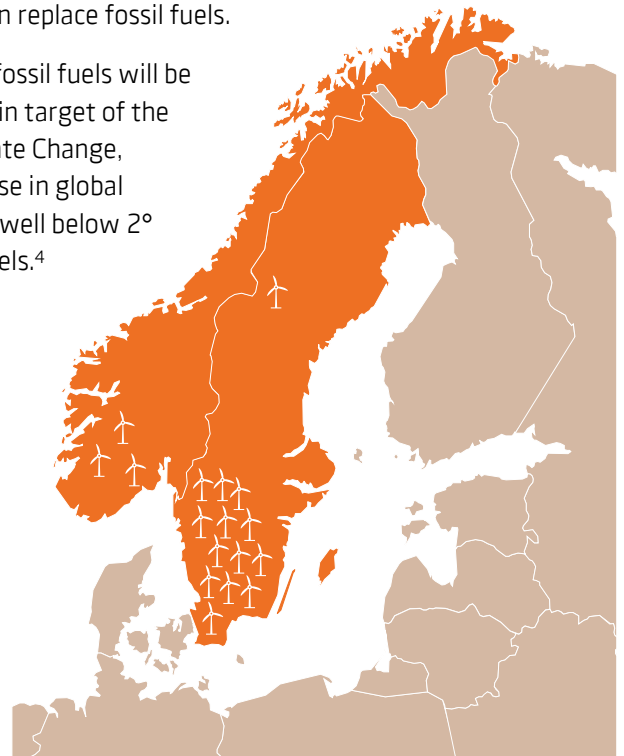 n replace fossil fuels.
fossil fuels will be
in target of the
ate Change,
se in global
well below 2°
els.4